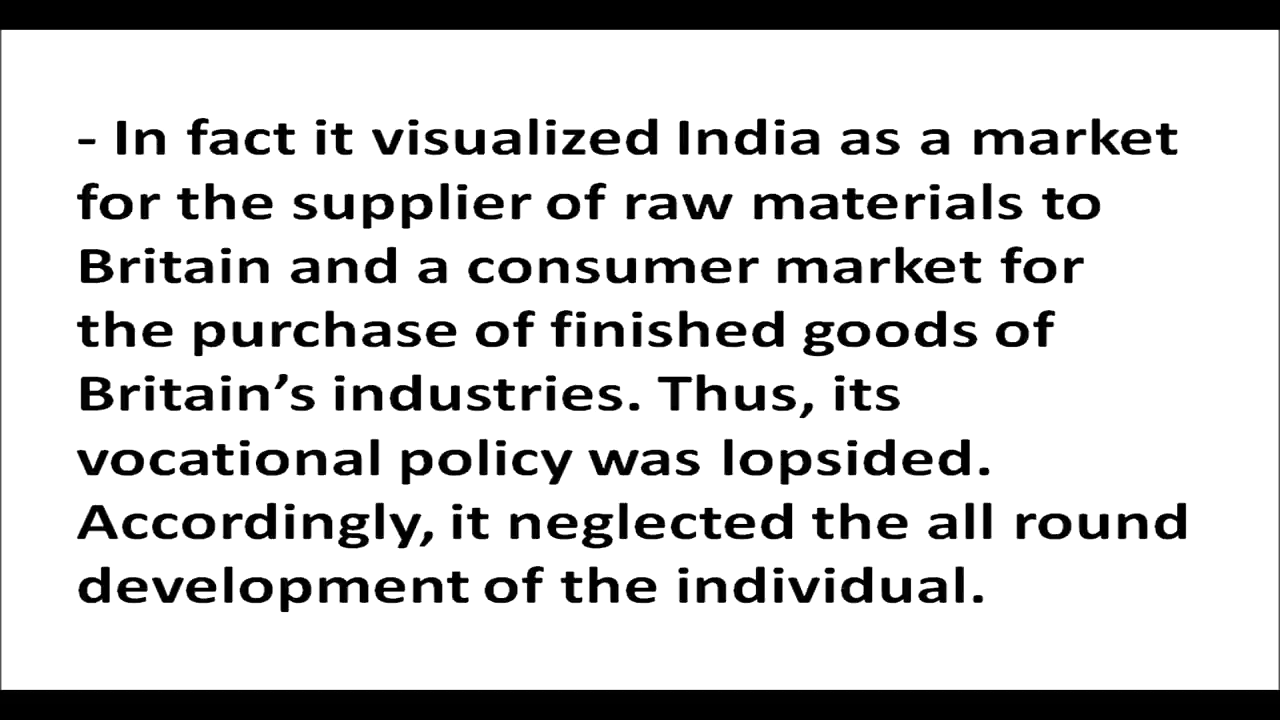 - In fact it visualized India as a market
for the supplier of raw materials to
Britain and a consumer market for
the purchase of finished goods of
Britain’s industries. Thus, its
vocational policy was lopsided.
Accordingly, it neglected the all round
development of the individual.